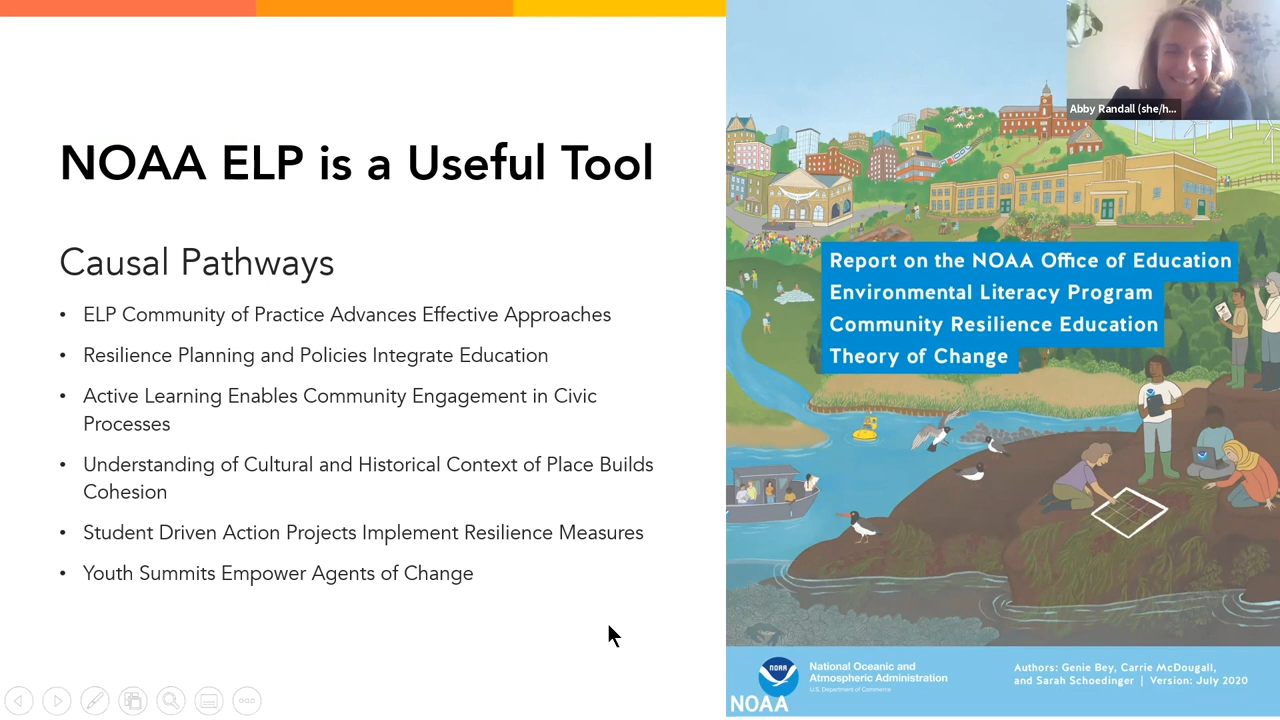 NOAA ELP is a Useful Tool
Causal Pathways
• ELP Community of Practice Advances Effective Approaches
• Resilience Planning and Policies Integrate Education
• Active Learning Enables Community Engagement in Civic
Processes
• Understanding of Cultural and Historical Context of Place Builds
Cohesion
• Student Driven Action Projects Implement Resilience Measures
• Youth Summits Empower Agents of Change
Abby Randall (she/h...
Report on the NOAA Office of Education
Environmental Literacy Program
Community Resilience Education
Theory of Change
NOAA
National Oceanic and
Atmospheric Administration
U.S. Department of Commerce
NOAA
Authors: Genie Bey, Carrie McDougall,
and Sarah Schoedinger | Version: July 2020